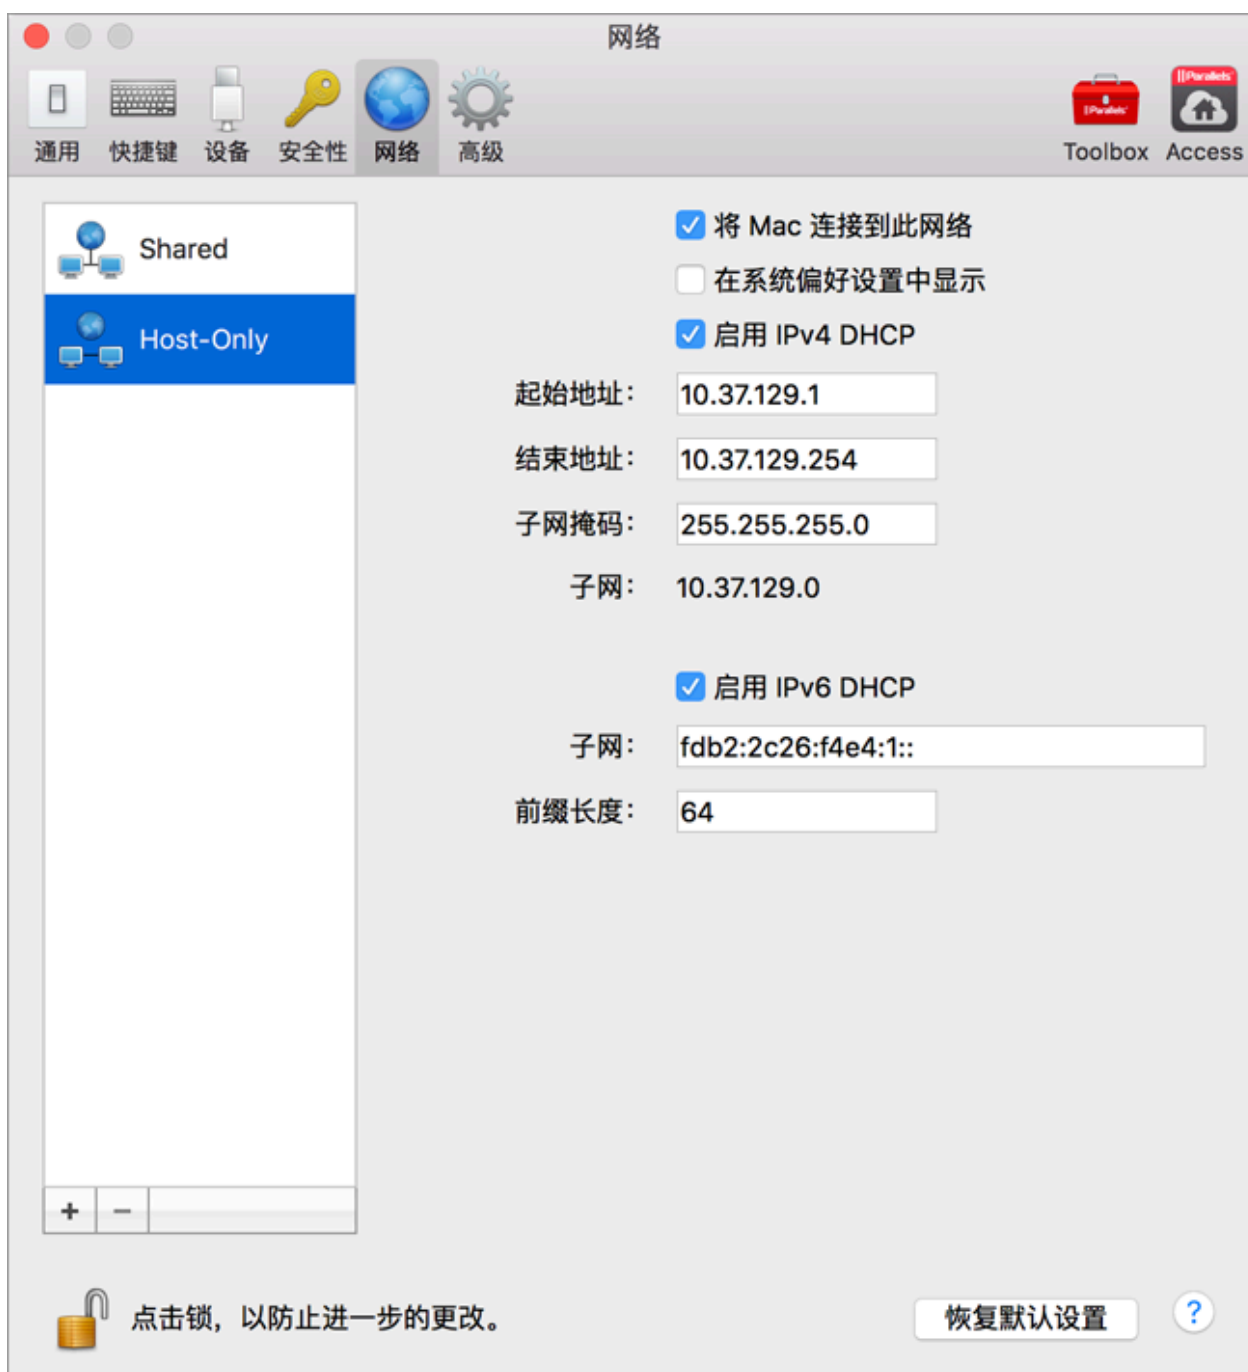 网络
通用 快捷键 设备 安全性 网络 高级 Toolbox Access
||Parallels'
||Parallels'
Shared
Host-Only
将 Mac 连接到此网络
在系统偏好设置中显示
启用 IPv4 DHCP
起始地址: 10.37.129.1
结束地址: 10.37.129.254
子网掩码: 255.255.255.0
子网: 10.37.129.0
启用 IPv6 DHCP
子网: fdb2:2c26:f4e4:1::
前缀长度: 64
+ −
点击锁，以防止进一步的更改。
恢复默认设置 ?